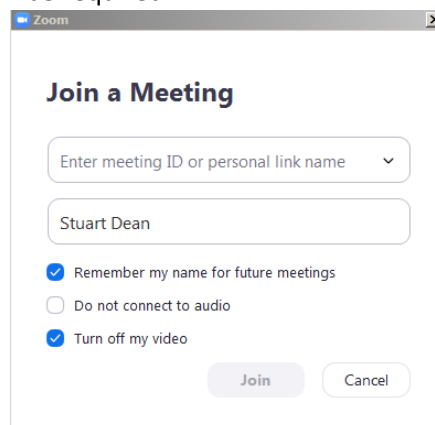 Zoom
Join a Meeting
Enter meeting ID or personal link name
Stuart Dean
Remember my name for future meetings
Do not connect to audio
Turn off my video
Join Cancel